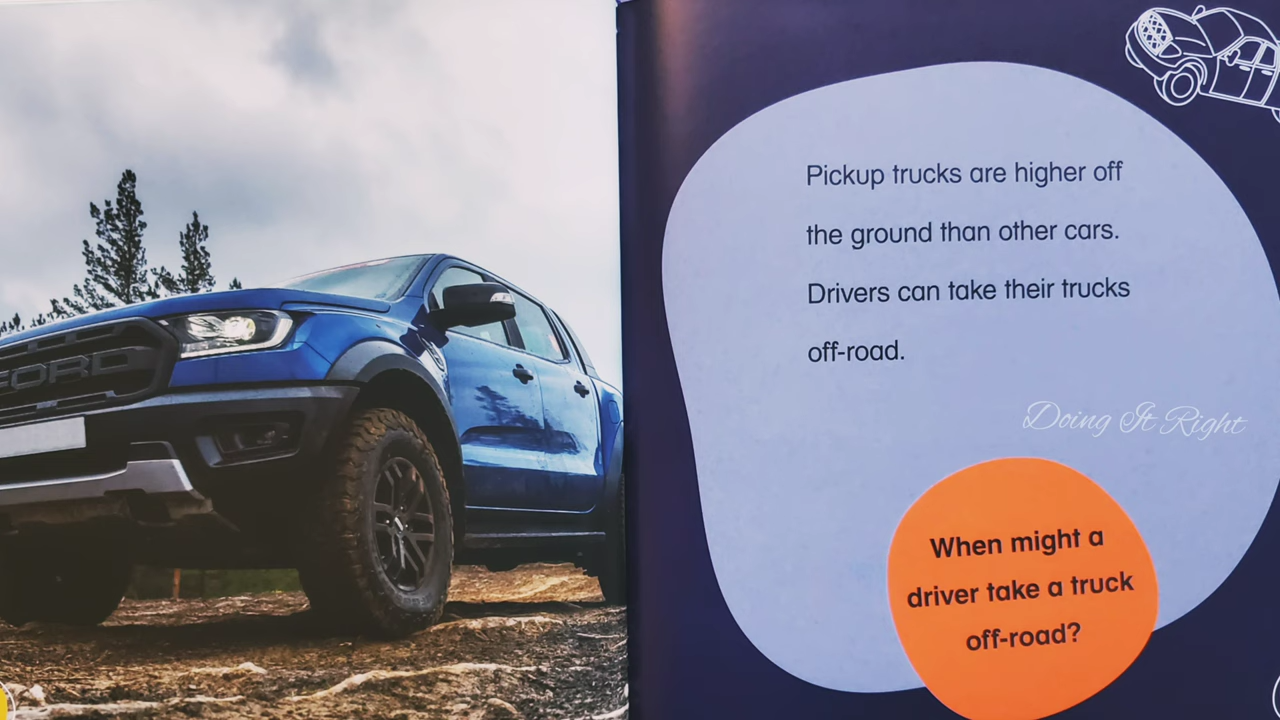 FORD
Pickup trucks are higher off
the ground than other cars.
Drivers can take their trucks
off-road.
Doing It Right
When might a
driver take a truck
off-road?